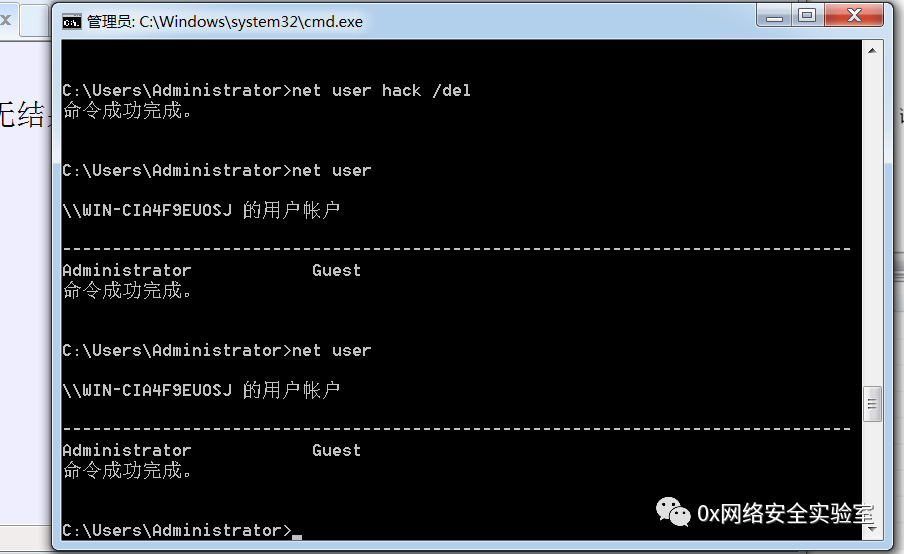 管理员: C:\Windows\system32\cmd.exe
C:\Users\Administrator>net user hack /del
命令成功完成。
C:\Users\Administrator>net user
\\WIN-CIA4F9EUOSJ 的用户帐户
-------------------------------------------------------------------------------
Administrator            Guest
命令成功完成。
C:\Users\Administrator>net user
\\WIN-CIA4F9EUOSJ 的用户帐户
-------------------------------------------------------------------------------
Administrator            Guest
命令成功完成。
C:\Users\Administrator>
无结
0x网络安全实验室